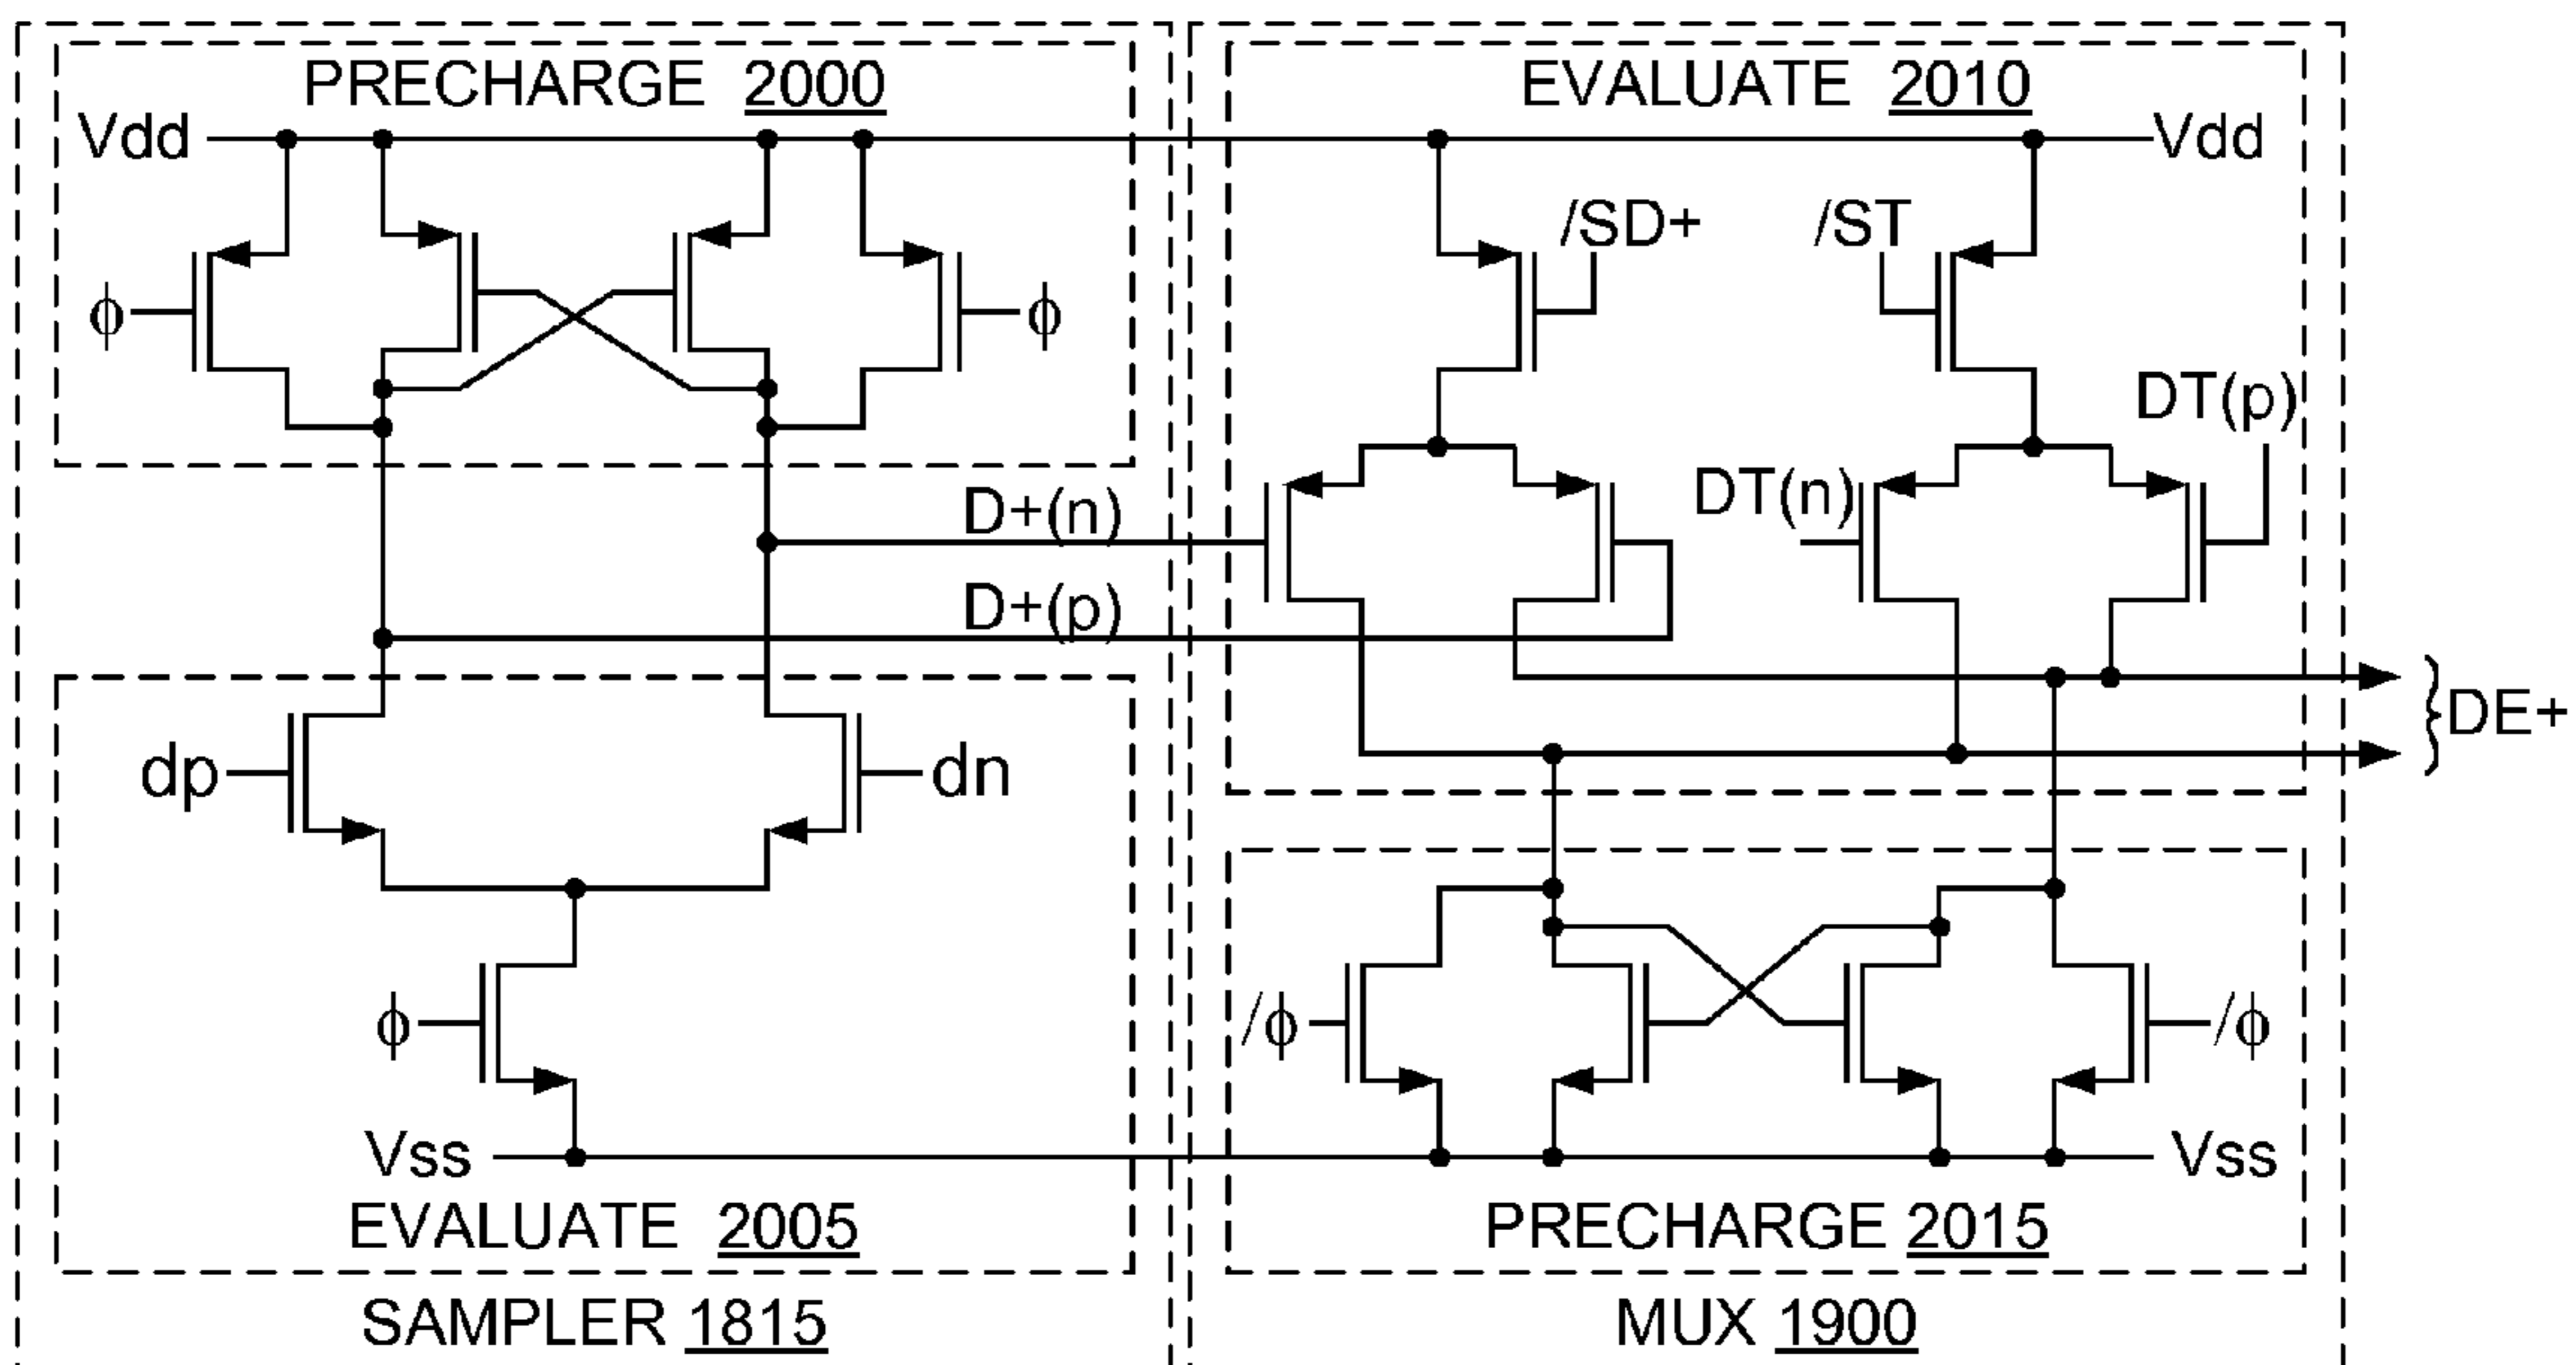 PRECHARGE 2000
EVALUATE 2010
Vdd
Vdd
/SD+
/ST
ϕ
ϕ
DT(p)
DT(n)
D+(n)
D+(p)
DE+
dp
dn
ϕ
/ϕ
/ϕ
Vss
Vss
EVALUATE 2005
PRECHARGE 2015
SAMPLER 1815
MUX 1900